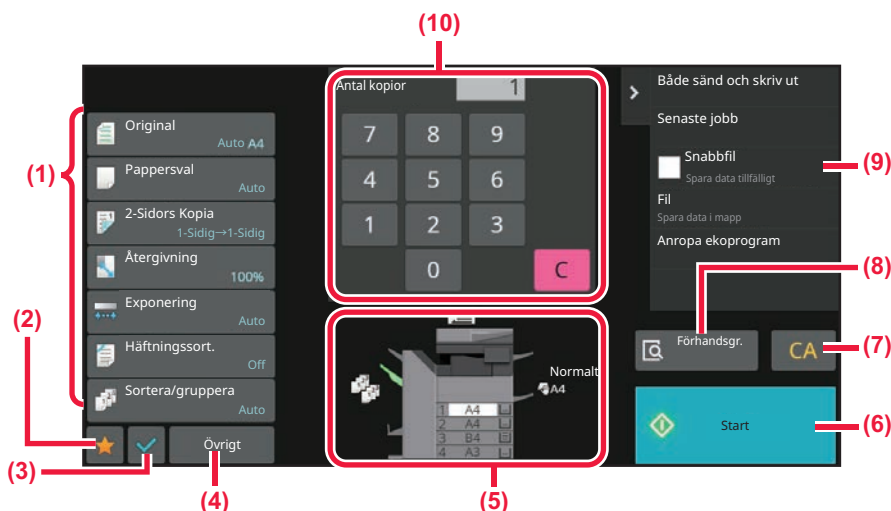 (10)
Antal kopior 1
7 8 9
4 5 6
1 2 3
0 C
(1)
Original
Auto A4
Pappersval
Auto
2-Sidors Kopia
1-Sidig→1-Sidig
Återgivning
100%
Exponering
Auto
Häftningssort.
Off
Sortera/gruppera
Auto
(2)
(3)
Övrigt
(4)
Normalt
A4
1 A4
2 A4
3 B4
4 A3
(5)
Både sänd och skriv ut
Senaste jobb
Snabbfil
Spara data tillfälligt
(9)
Fil
Spara data i mapp
Anropa ekoprogram
(8)
Förhandsgr.
CA
(7)
Start
(6)